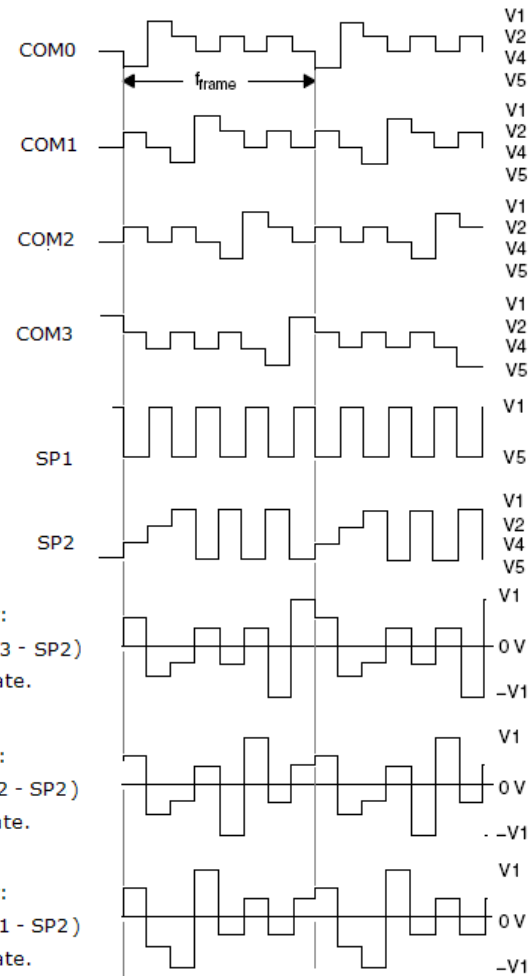 V1
COM0
V2
V4
V5
f frame
V1
COM1
V2
V4
V5
V1
COM2
V2
V4
V5
V1
COM3
V2
V4
V5
V1
SP1
V5
V1
V2
SP2
V4
V5
V1
:
3 - SP2)
0 V
ate.
-V1
V1
:
2 - SP2)
0 V
ate.
-V1
V1
:
1 - SP2)
0 V
ate.
-V1